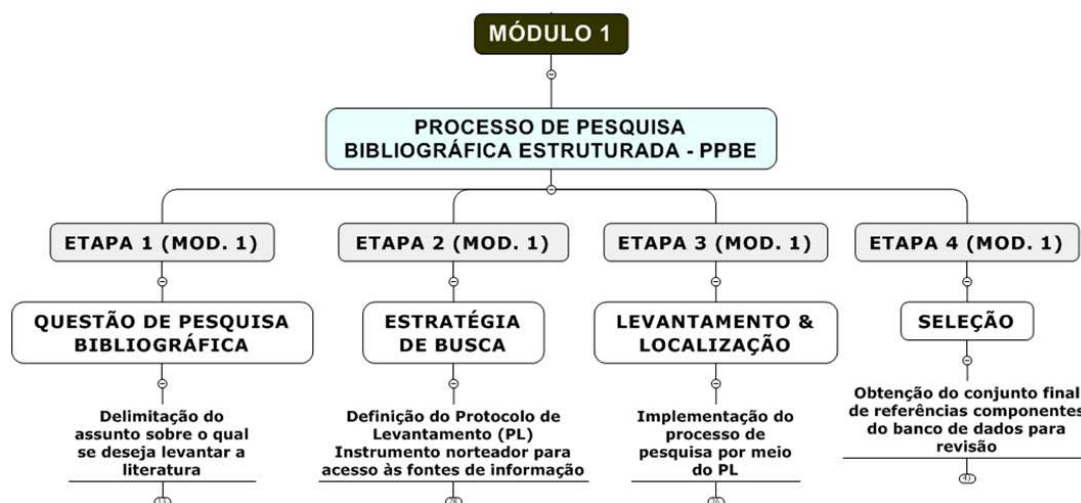 MÓDULO 1
PROCESSO DE PESQUISA
BIBLIOGRÁFICA ESTRUTURADA - PPBE
ETAPA 1 (MOD. 1)
QUESTÃO DE PESQUISA
BIBLIOGRÁFICA
Delimitação do
assunto sobre o qual
se deseja levantar a
literatura
ETAPA 2 (MOD. 1)
ESTRATÉGIA
DE BUSCA
Definição do Protocolo de
Levantamento (PL)
Instrumento norteador para
acesso às fontes de informação
ETAPA 3 (MOD. 1)
LEVANTAMENTO &
LOCALIZAÇÃO
Implementação do
processo de
pesquisa por meio
do PL
ETAPA 4 (MOD. 1)
SELEÇÃO
Obtenção do conjunto final
de referências componentes
do banco de dados para
revisão